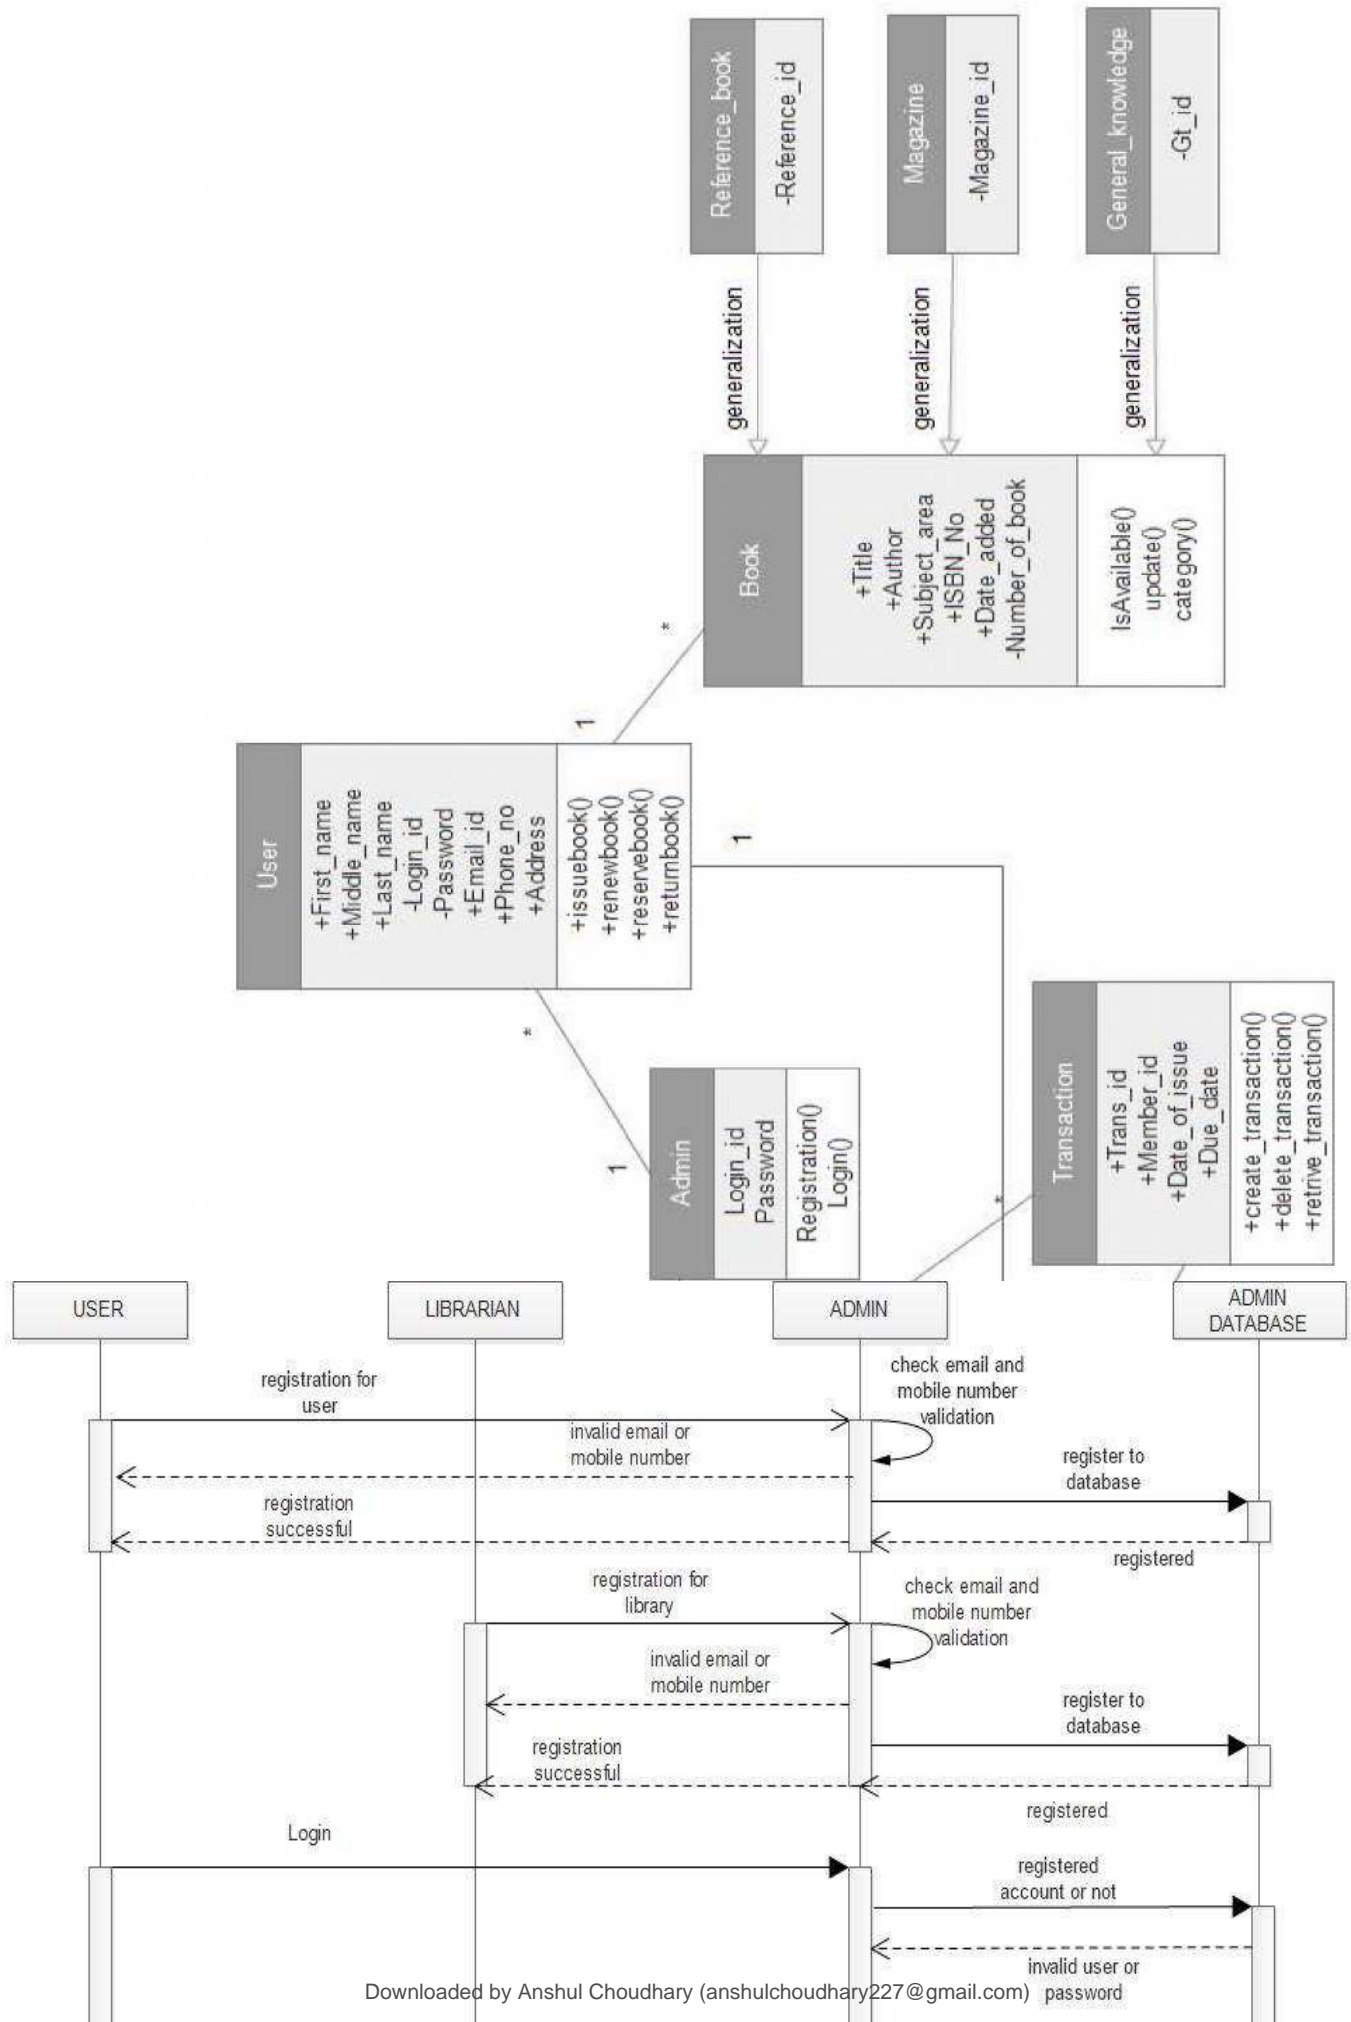 Reference_book
-Reference_id
Magazine
-Magazine_id
General_knowledge
-Gt_id
generalization
generalization
generalization
Book
+Title
+Author
+Subject_area
+ISBN_No
+Date_added
-Number_of_book
IsAvailable()
update()
category()
*
1
User
+First_name
+Middle_name
+Last_name
-Login_id
-Password
+Email_id
+Phone_no
+Address
+issuebook()
+renewbook()
+reservebook()
+returnbook()
1
*
1
Admin
Login_id
Password
Registration()
Login()
*
Transaction
+Trans_id
+Member_id
+Date_of_issue
+Due_date
+create_transaction()
+delete_transaction()
+retrive_transaction()
USER
LIBRARIAN
ADMIN
ADMIN
DATABASE
registration for
user
check email and
mobile number
validation
invalid email or
mobile number
register to
database
registration
successful
registered
registration for
library
check email and
mobile number
validation
invalid email or
mobile number
register to
database
registration
successful
registered
Login
registered
account or not
invalid user or
password
Downloaded by Anshul Choudhary (anshulchoudhary227@gmail.com)